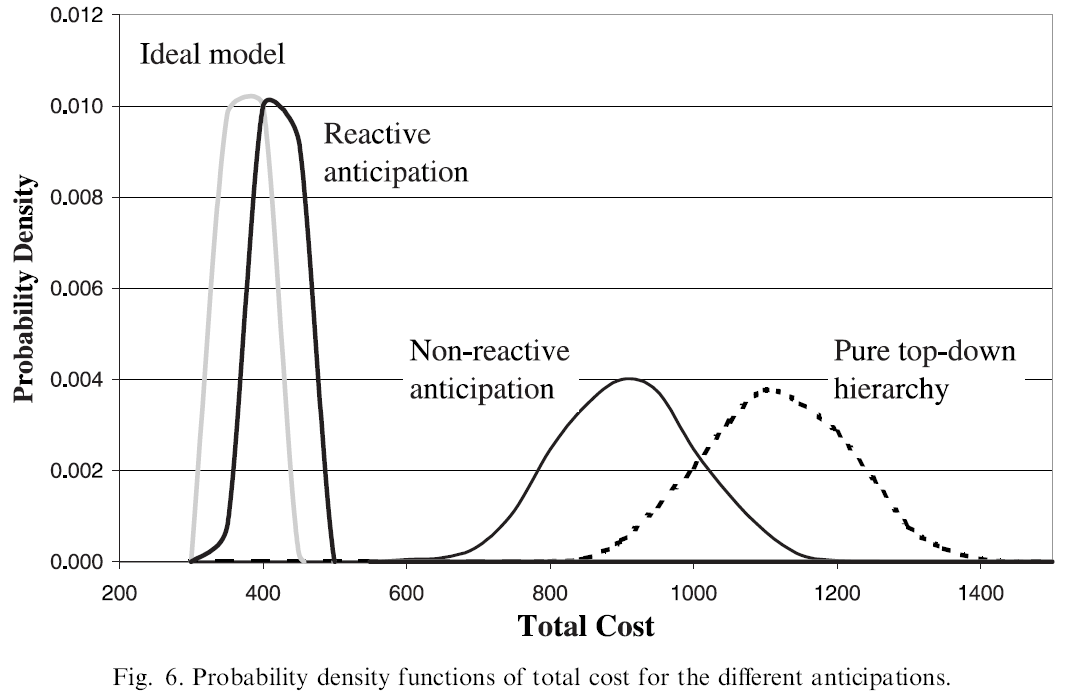 0.012
Ideal model
0.010
Reactive
anticipation
0.008
Probability Density
0.006
Non-reactive
anticipation
Pure top-down
hierarchy
0.004
0.002
0.000
200 400 600 800 1000 1200 1400
Total Cost
Fig. 6. Probability density functions of total cost for the different anticipations.